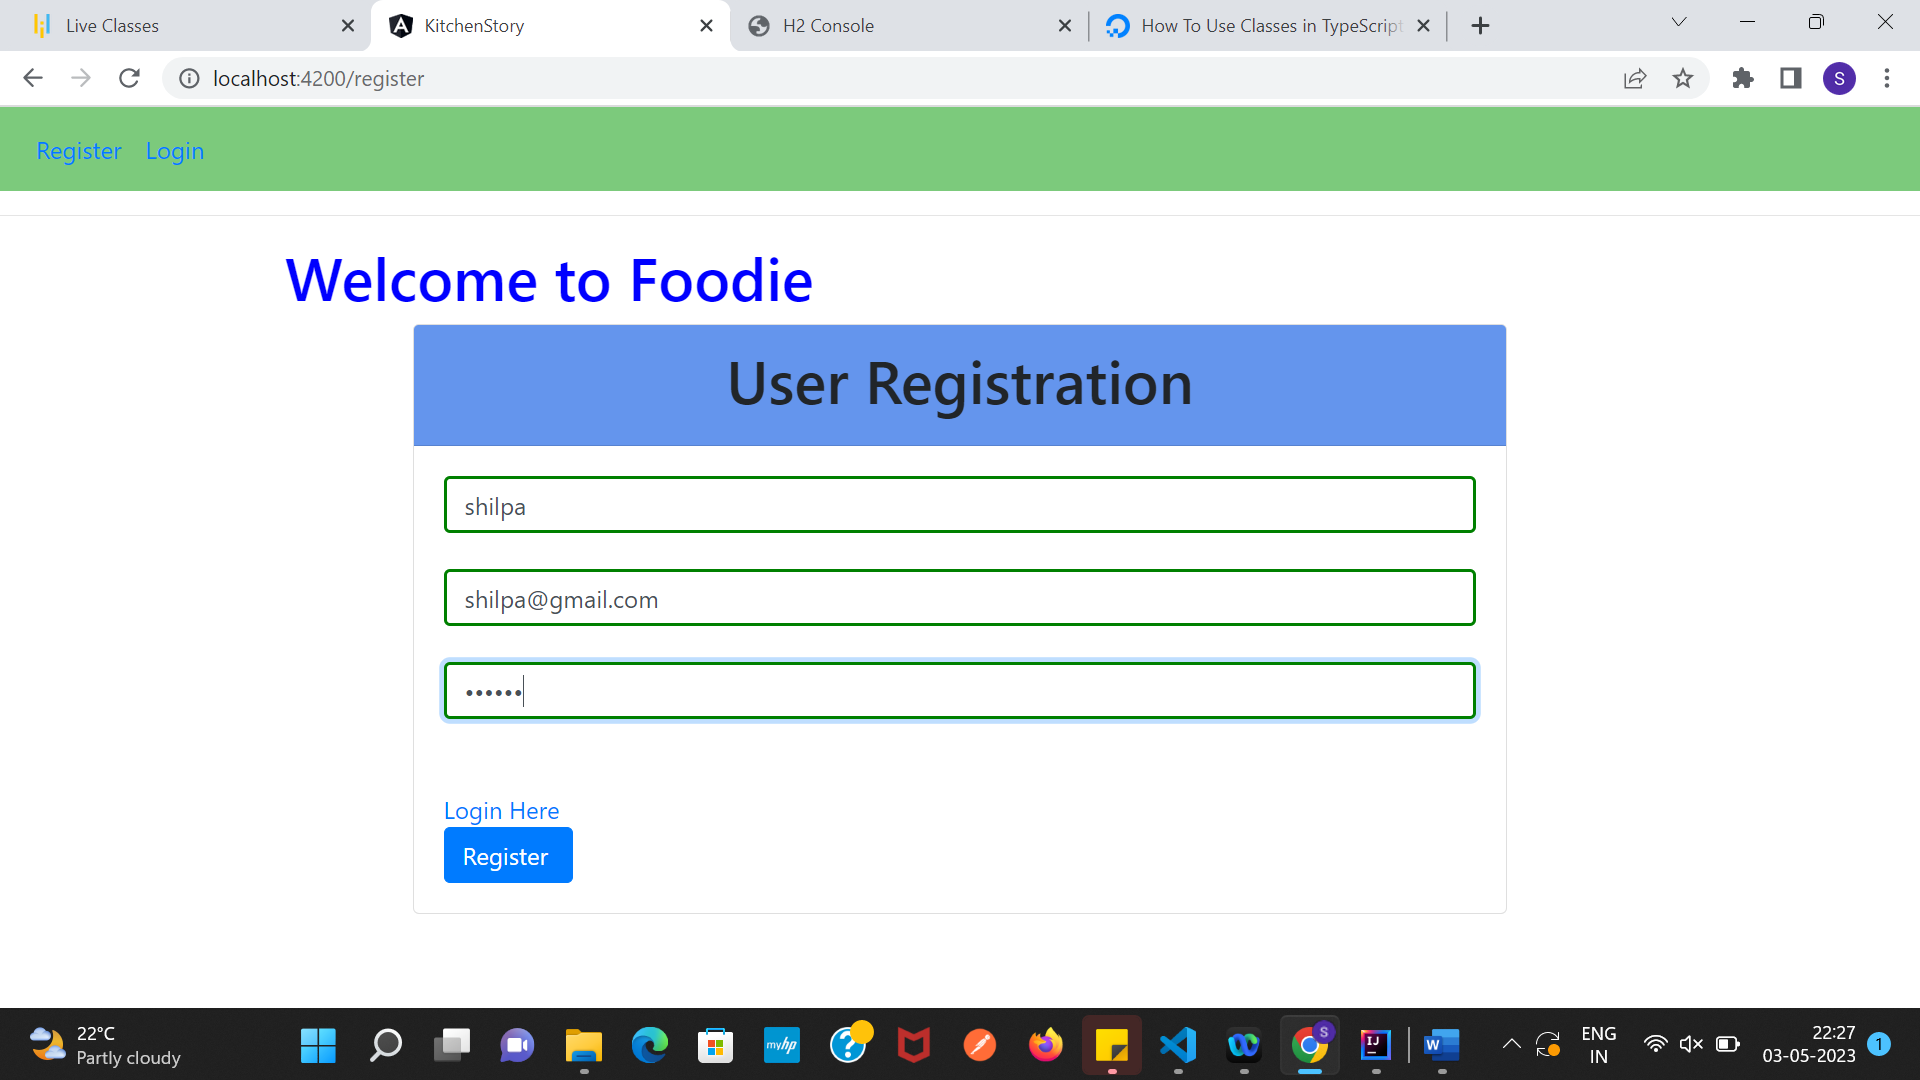 Live Classes
KitchenStory
H2 Console
How To Use Classes in TypeScript
localhost:4200/register
S
Register Login
Welcome to Foodie
User Registration
shilpa
shilpa@gmail.com
••••••
Login Here
Register
22°C
Partly cloudy
myhp
?
S
IJ
W
ENG
IN
22:27
03-05-2023
1